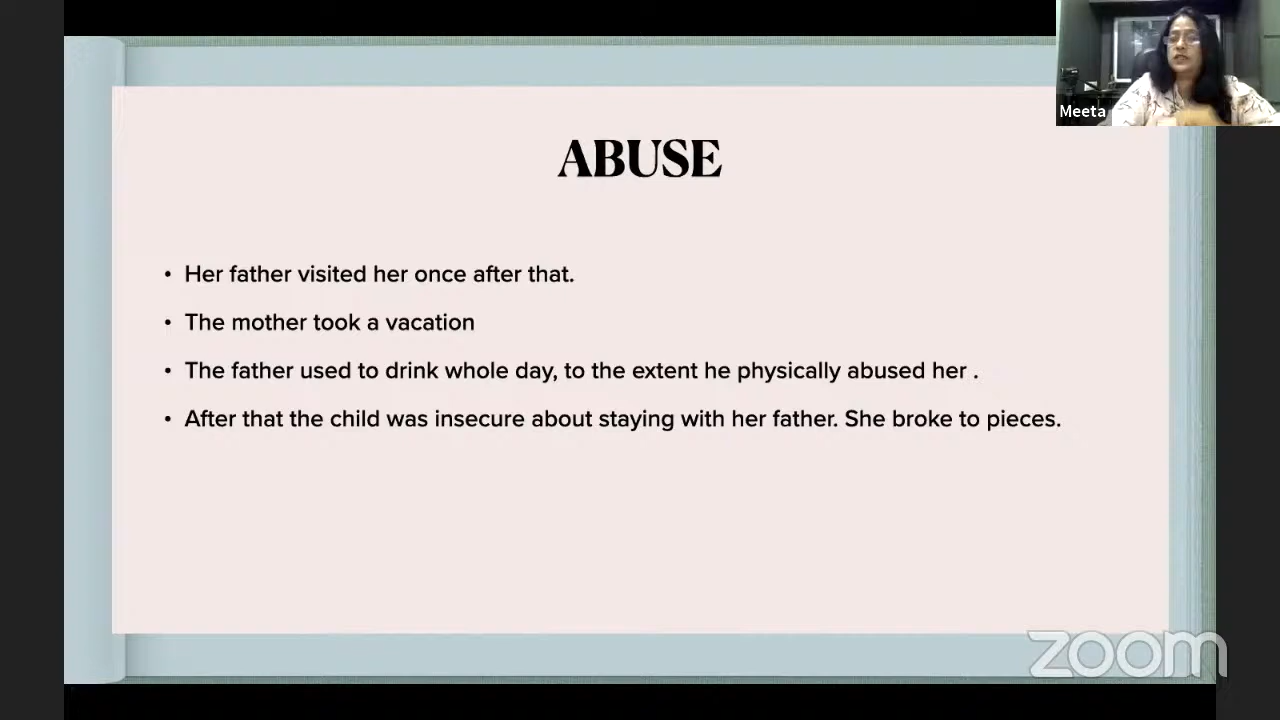 Meeta
ABUSE
• Her father visited her once after that.
• The mother took a vacation
• The father used to drink whole day, to the extent he physically abused her .
• After that the child was insecure about staying with her father. She broke to pieces.
zoom